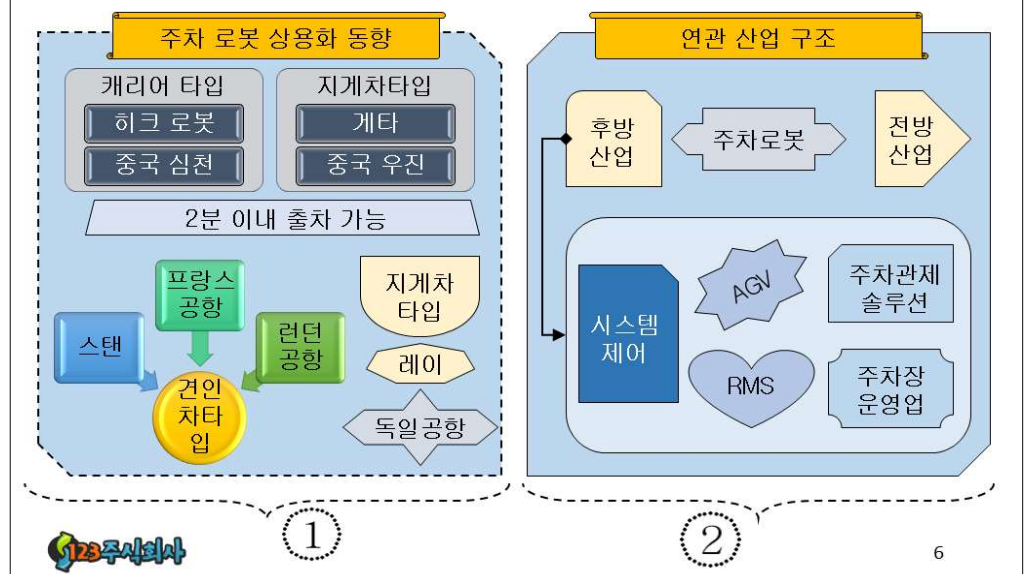 주차 로봇 상용화 동향
캐리어 타입
히크 로봇
중국 심천
지게차타입
게타
중국 우진
2분 이내 출차 가능
스탠
프랑스
공항
런던
공항
견인
차타
입
지게차
타입
레이
독일공항
1
연관 산업 구조
후방
산업
주차로봇
전방
산업
시스템
제어
AGV
주차관제
솔루션
RMS
주차장
운영업
2
123주식회사
6